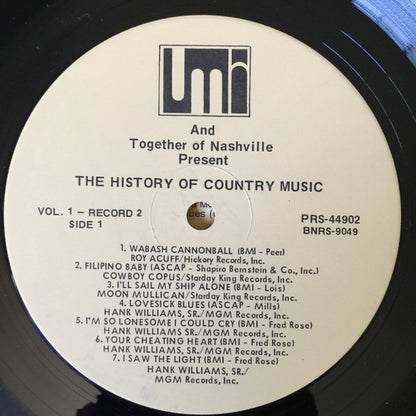 umi
And
Together of Nashville
Present
THE HISTORY OF COUNTRY MUSIC
VOL. 1 – RECORD 2
SIDE 1
PRS-44902
BNRS-9049
1. WABASH CANNONBALL (BMI - Peer)
ROY ACUFF/Hickory Records, Inc.
2. FILIPINO BABY (ASCAP - Shapiro Bernstein & Co., Inc.)
COWBOY COPUS/Starday King Records, Inc.
3. I'LL SAIL MY SHIP ALONE (BMI - Lois)
MOON MULLICAN/Starday King Records, Inc.
4. LOVESICK BLUES (ASCAP - Mills)
HANK WILLIAMS, SR./MGM Records, Inc.
5. I'M SO LONESOME I COULD CRY (BMI - Fred Rose)
HANK WILLIAMS, SR./ MGM Records, Inc.
6. YOUR CHEATING HEART (BMI - Fred Rose)
HANK WILLIAMS, SR./MGM Records, Inc.
7. I SAW THE LIGHT (BMI - Fred Rose)
HANK WILLIAMS, SR./
MGM Records, Inc.